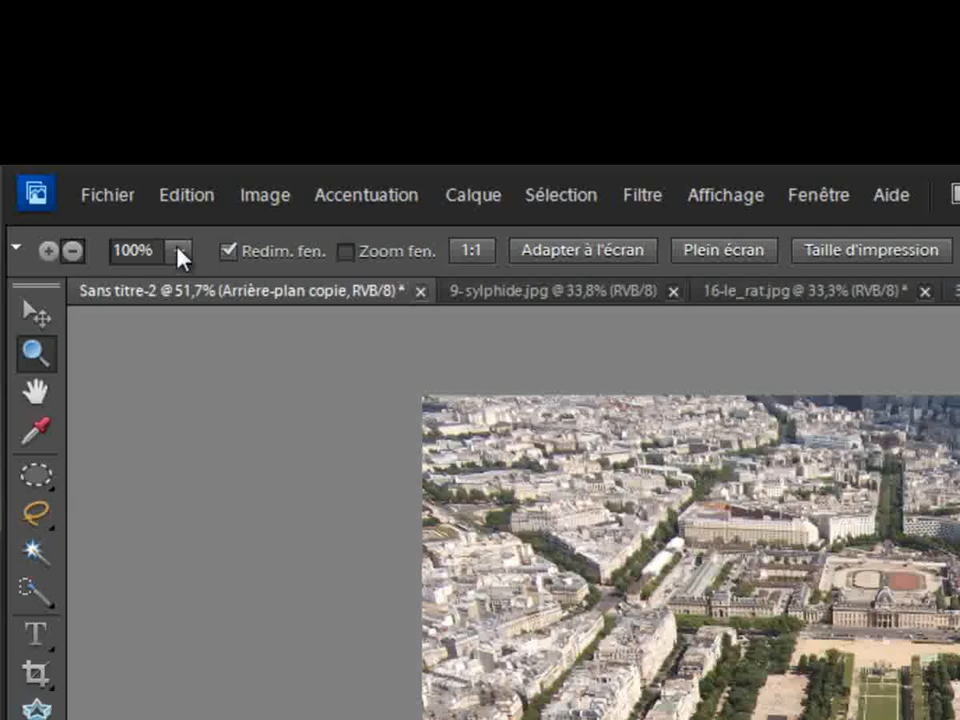 Fichier Edition Image Accentuation Calque Sélection Filtre Affichage Fenêtre Aide
100% Redim. fen. Zoom fen. 1:1 Adapter à l'écran Plein écran Taille d'impression
Sans titre-2 @ 51,7% (Arrière-plan copie, RVB/8) * 9- sylphide.jpg @ 33,8% (RVB/8) 16-le_rat.jpg @ 33,3% (RVB/8) *
T